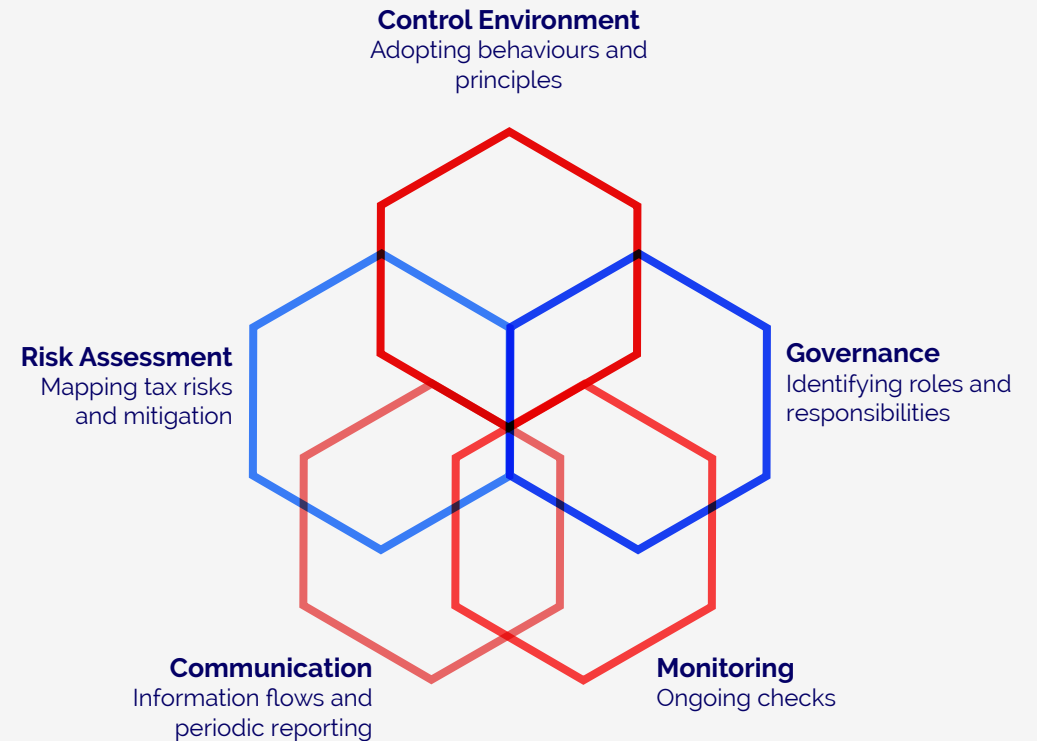 Control Environment
Adopting behaviours and
principles
Risk Assessment
Mapping tax risks
and mitigation
Governance
Identifying roles and
responsibilities
Communication
Information flows and
periodic reporting
Monitoring
Ongoing checks